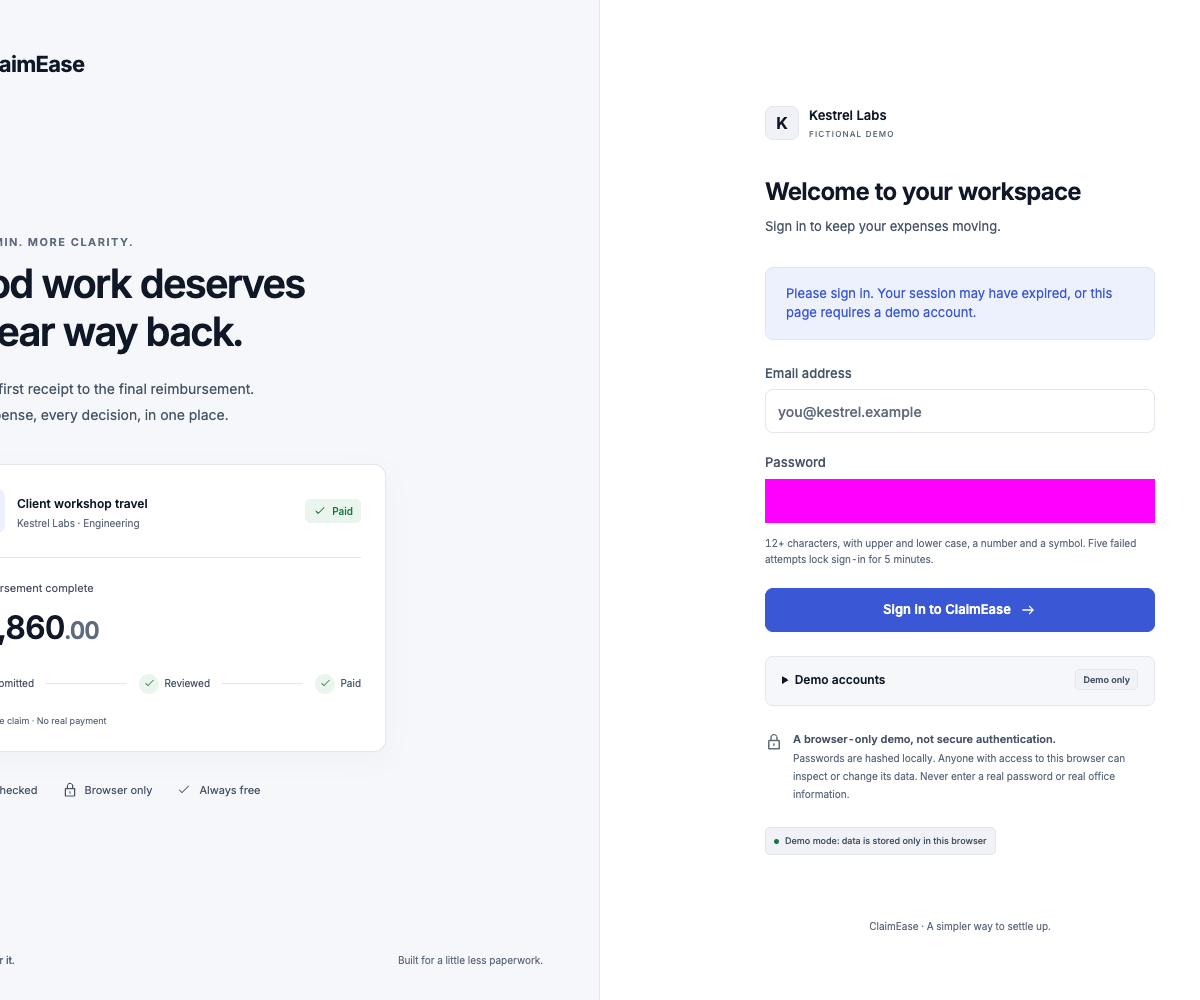 aimEase
MIN. MORE CLARITY.
od work deserves
ear way back.
first receipt to the final reimbursement.
ense, every decision, in one place.
Client workshop travel
Kestrel Labs · Engineering
Paid
rsement complete
,860.00
omitted
Reviewed
Paid
e claim · No real payment
hecked
Browser only
Always free
r it.
Built for a little less paperwork.
K
Kestrel Labs
FICTIONAL DEMO
Welcome to your workspace
Sign in to keep your expenses moving.
Please sign in. Your session may have expired, or this
page requires a demo account.
Email address
you@kestrel.example
Password
12+ characters, with upper and lower case, a number and a symbol. Five failed
attempts lock sign-in for 5 minutes.
Sign in to ClaimEase →
Demo accounts
Demo only
A browser-only demo, not secure authentication.
Passwords are hashed locally. Anyone with access to this browser can
inspect or change its data. Never enter a real password or real office
information.
Demo mode: data is stored only in this browser
ClaimEase · A simpler way to settle up.